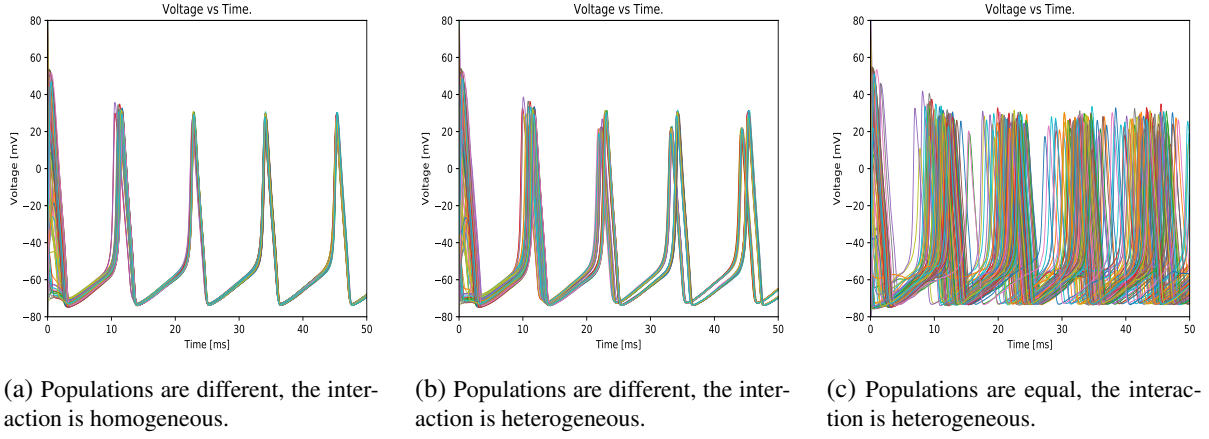 Voltage vs Time.
80
60
40
20
0
−20
−40
−60
−80
Voltage [mV]
0 10 20 30 40 50
Time [ms]
Voltage vs Time.
80
60
40
20
0
−20
−40
−60
−80
Voltage [mV]
0 10 20 30 40 50
Time [ms]
Voltage vs Time.
80
60
40
20
0
−20
−40
−60
−80
Voltage [mV]
0 10 20 30 40 50
Time [ms]
(a) Populations are different, the inter-
action is homogeneous.
(b) Populations are different, the inter-
action is heterogeneous.
(c) Populations are equal, the interac-
tion is heterogeneous.